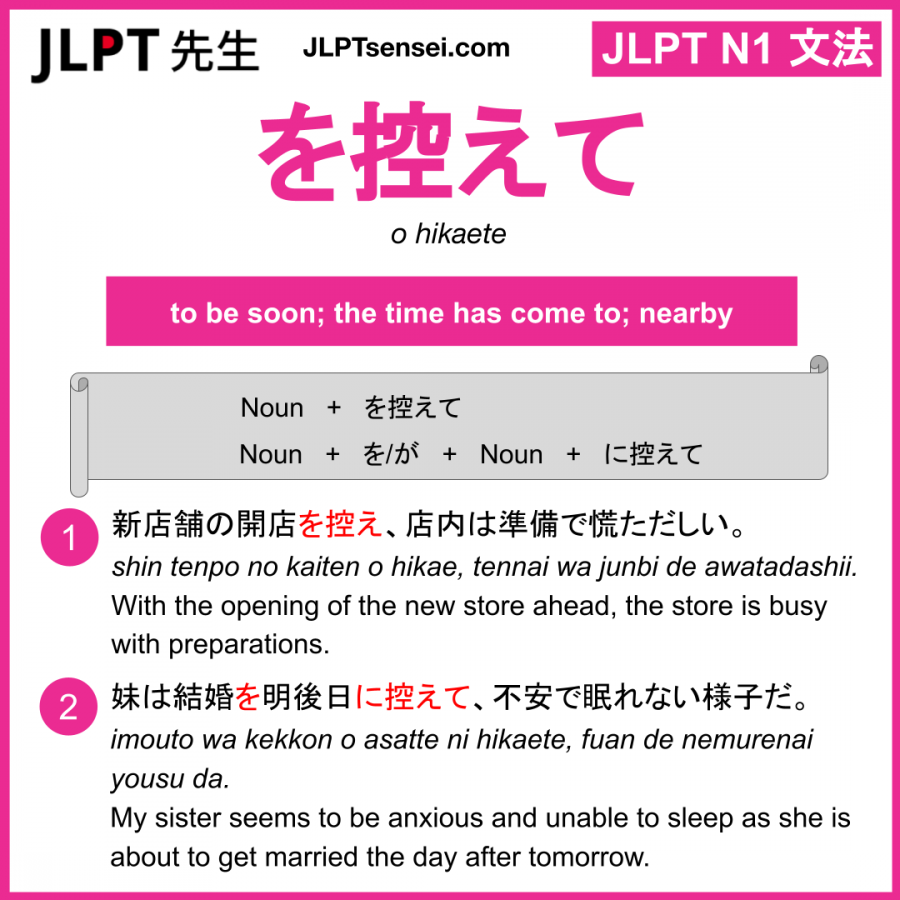 JLPT 先生
JLPTsensei.com
JLPT N1 文法
を控えて
o hikaete
to be soon; the time has come to; nearby
Noun + を控えて
Noun + を/が + Noun + に控えて
1 新店舗の開店を控え、店内は準備で慌ただしい。
shin tenpo no kaiten o hikae, tennai wa junbi de awatadashii.
With the opening of the new store ahead, the store is busy
with preparations.
2 妹は結婚を明後日に控えて、不安で眠れない様子だ。
imouto wa kekkon o asatte ni hikaete, fuan de nemurenai
yousu da.
My sister seems to be anxious and unable to sleep as she is
about to get married the day after tomorrow.